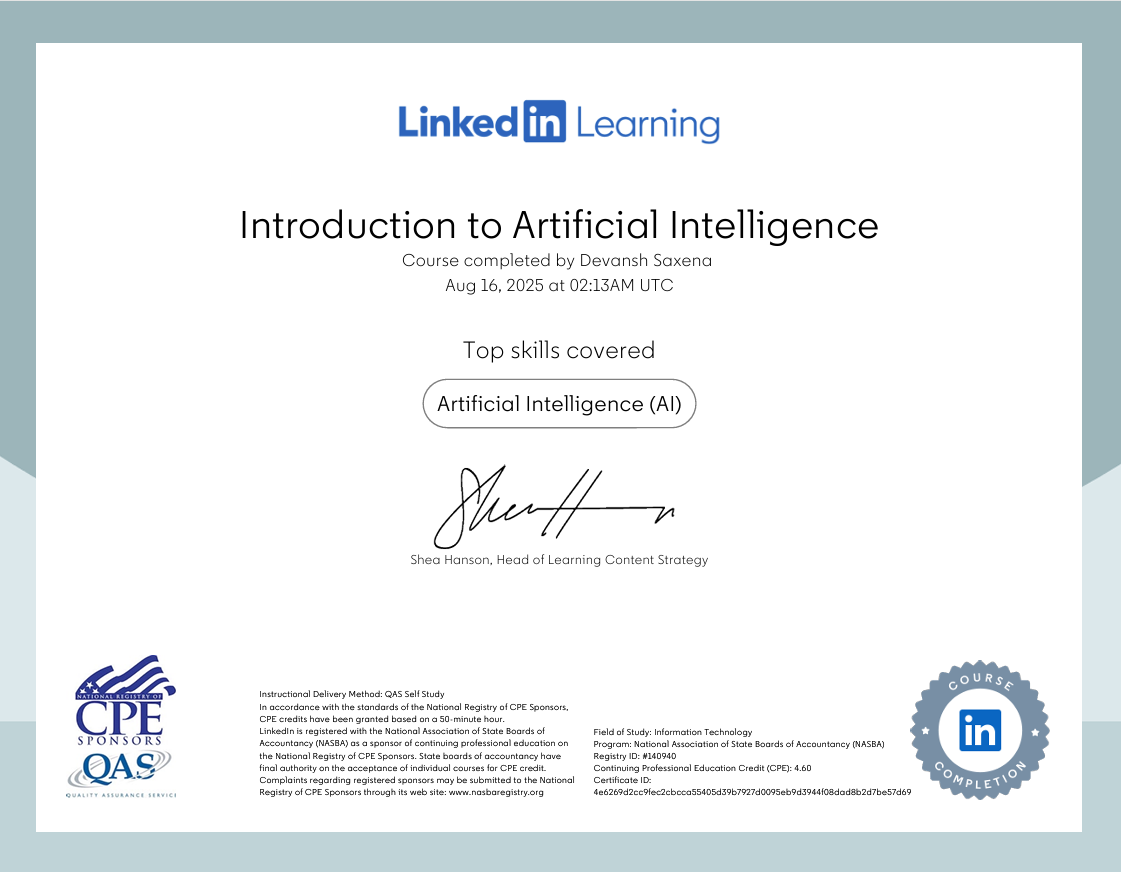 Linked in Learning
Introduction to Artificial Intelligence
Course completed by Devansh Saxena
Aug 16, 2025 at 02:13AM UTC
Top skills covered
Artificial Intelligence (AI)
Shea Hanson, Head of Learning Content Strategy
NATIONAL REGISTRY OF
CPE
SPONSORS
QAS
QUALITY ASSURANCE SERVICE
Instructional Delivery Method: QAS Self Study
In accordance with the standards of the National Registry of CPE Sponsors,
CPE credits have been granted based on a 50-minute hour.
LinkedIn is registered with the National Association of State Boards of
Accountancy (NASBA) as a sponsor of continuing professional education on
the National Registry of CPE Sponsors. State boards of accountancy have
final authority on the acceptance of individual courses for CPE credit.
Complaints regarding registered sponsors may be submitted to the National
Registry of CPE Sponsors through its web site: www.nasbaregistry.org
Field of Study: Information Technology
Program: National Association of State Boards of Accountancy (NASBA)
Registry ID: #140940
Continuing Professional Education Credit (CPE): 4.60
Certificate ID:
4e6269d2cc9fec2cbcca55405d39b7927d0095eb9d3944f08dad8b2d7be57d69
COURSE
in
COMPLETION